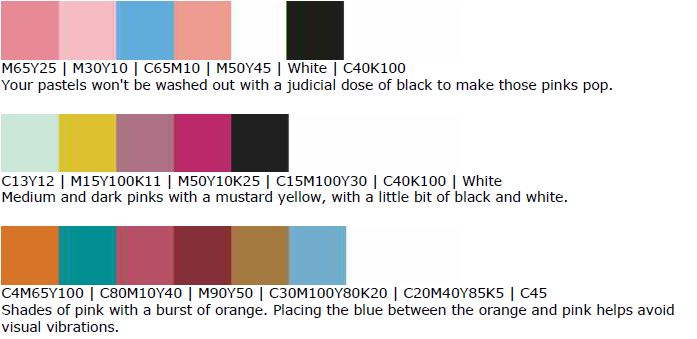 M65Y25 | M30Y10 | C65M10 | M50Y45 | White | C40K100
Your pastels won't be washed out with a judicial dose of black to make those pinks pop.
C13Y12 | M15Y100K11 | M50Y10K25 | C15M100Y30 | C40K100 | White
Medium and dark pinks with a mustard yellow, with a little bit of black and white.
C4M65Y100 | C80M10Y40 | M90Y50 | C30M100Y80K20 | C20M40Y85K5 | C45
Shades of pink with a burst of orange. Placing the blue between the orange and pink helps avoid
visual vibrations.